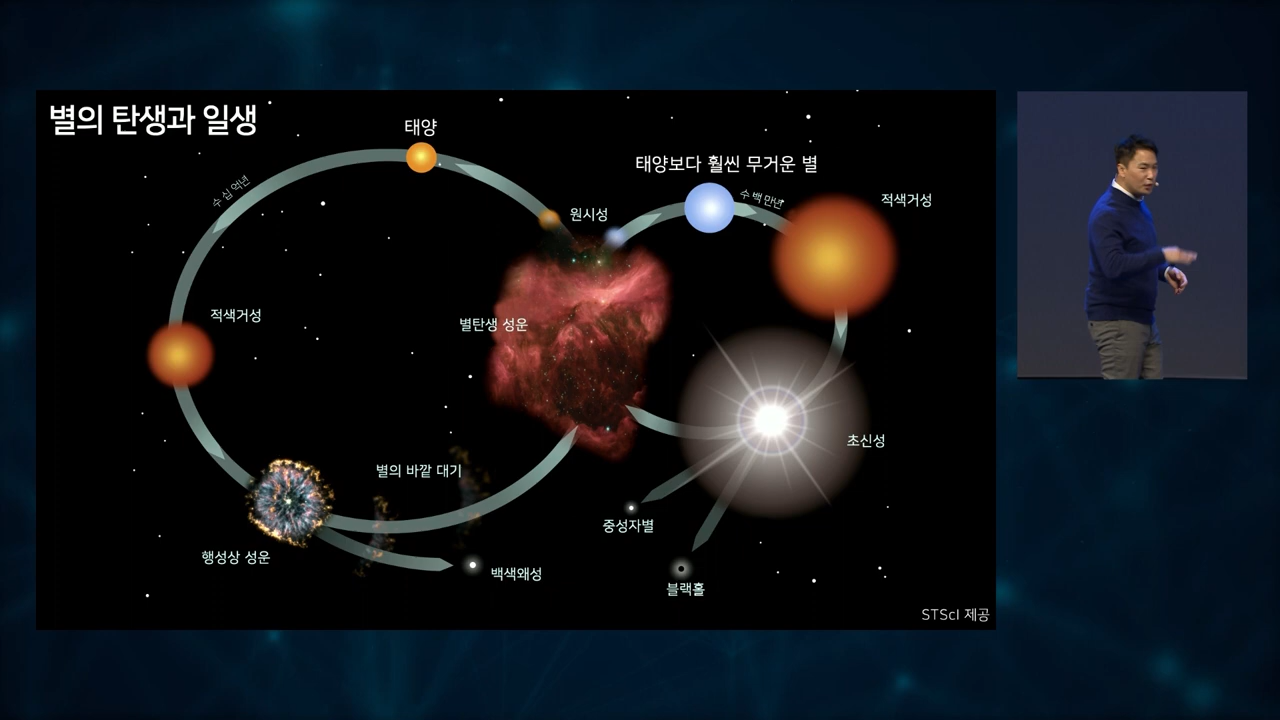 별의 탄생과 일생
태양
태양보다 훨씬 무거운 별
수 십 억년
수 백 만년
적색거성
원시성
적색거성
별탄생 성운
초신성
별의 바깥 대기
중성자별
행성상 성운
백색왜성
블랙홀
STScI 제공